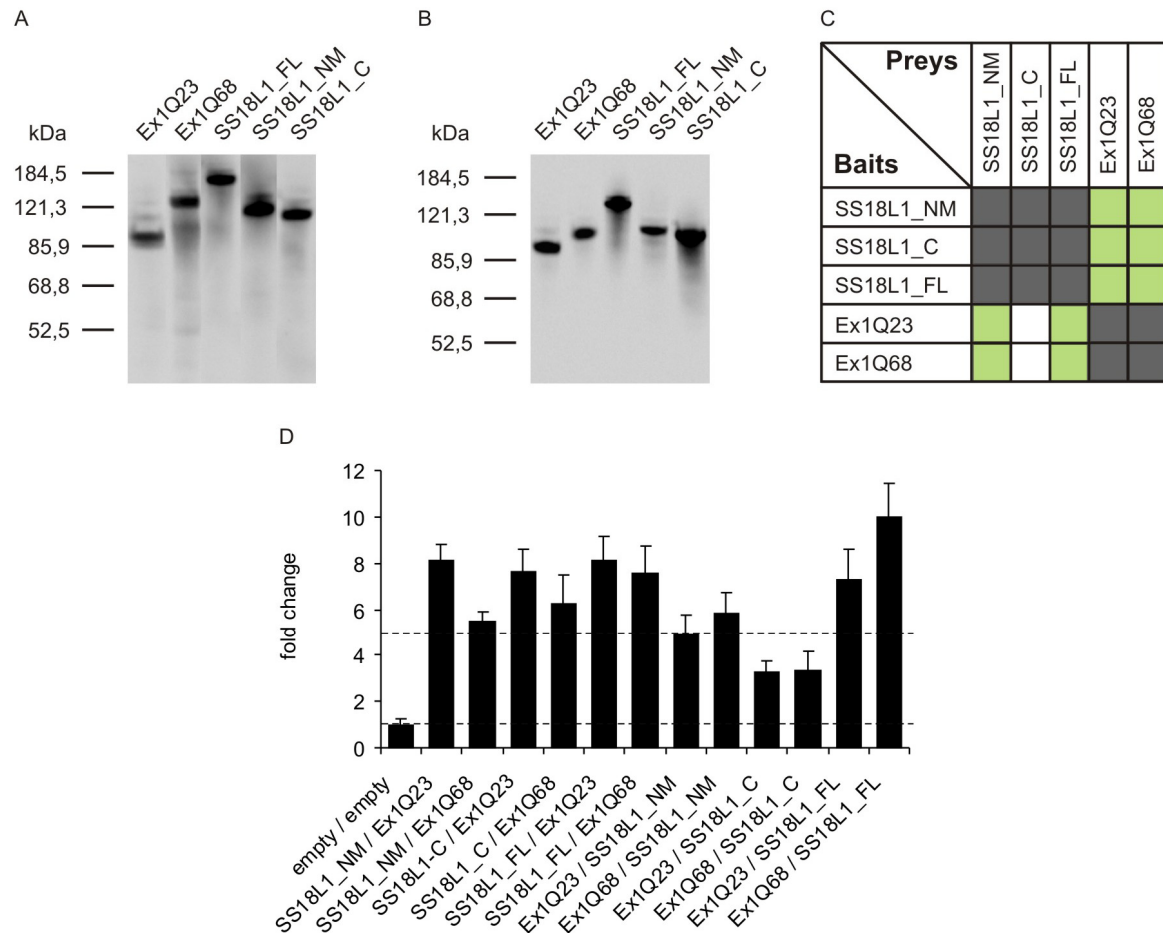 A
kDa
Ex1Q23
Ex1Q68
SS18L1_FL
SS18L1_NM
SS18L1_C
184,5
121,3
85,9
68,8
52,5
B
kDa
Ex1Q23
Ex1Q68
SS18L1_FL
SS18L1_NM
SS18L1_C
184,5
121,3
85,9
68,8
52,5
C
Preys
Baits
SS18L1_NM
SS18L1_C
SS18L1_FL
Ex1Q23
Ex1Q68
SS18L1_NM
SS18L1_C
SS18L1_FL
Ex1Q23
Ex1Q68
D
fold change
12
10
8
6
4
2
0
empty / empty
SS18L1_NM / Ex1Q23
SS18L1_NM / Ex1Q68
SS18L1-C / Ex1Q23
SS18L1_C / Ex1Q68
SS18L1_FL / Ex1Q23
SS18L1_FL / Ex1Q68
Ex1Q23 / SS18L1_NM
Ex1Q68 / SS18L1_NM
Ex1Q23 / SS18L1_C
Ex1Q68 / SS18L1_C
Ex1Q23 / SS18L1_FL
Ex1Q68 / SS18L1_FL